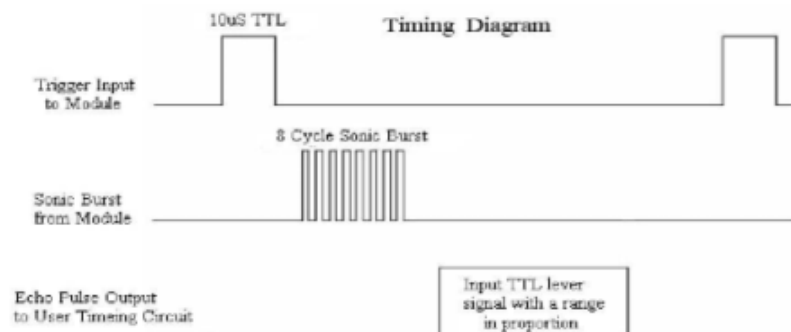 10uS TTL
Timing Diagram
Trigger Input
to Module
8 Cycle Sonic Burst
Sonic Burst
from Module
Echo Pulse Output
to User Timeing Circuit
Input TTL lever
signal with a range
in proportion